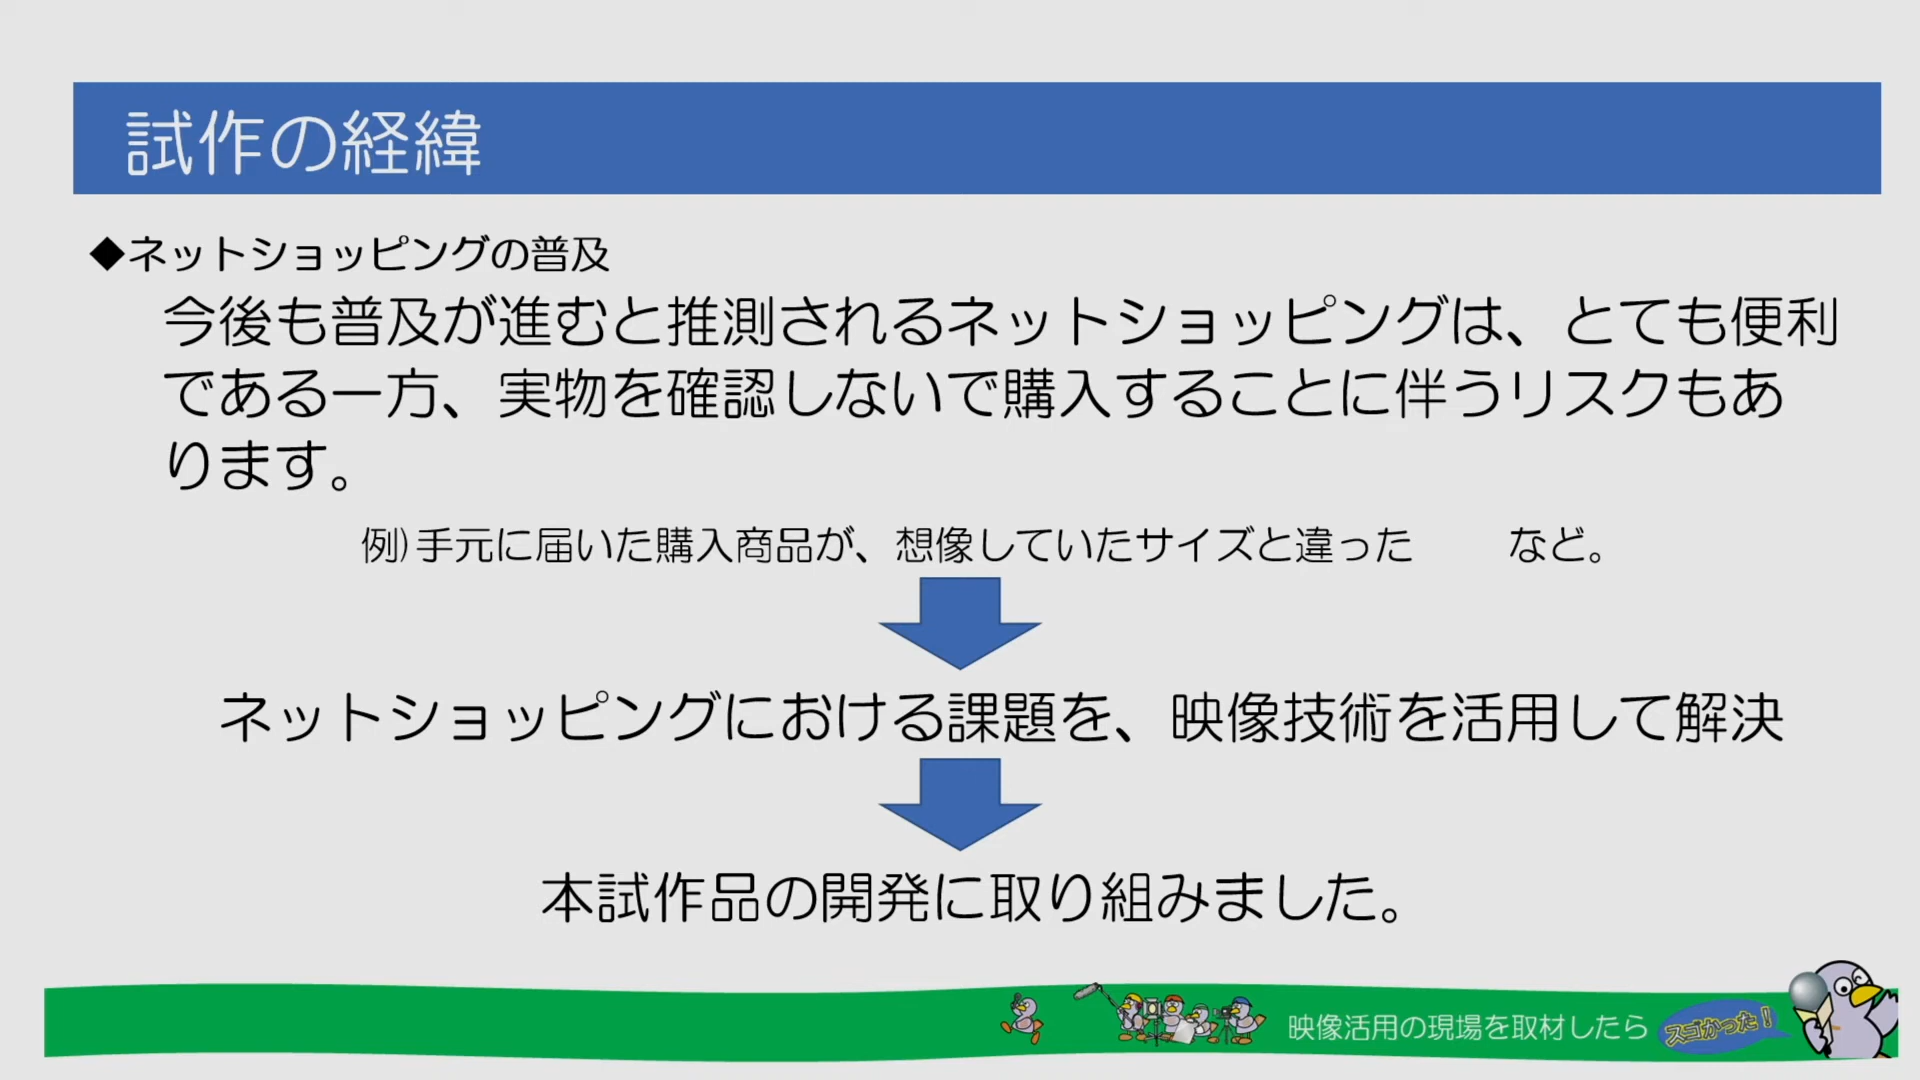 試作の経緯
◆ネットショッピングの普及
今後も普及が進むと推測されるネットショッピングは、とても便利
である一方、実物を確認しないで購入することに伴うリスクもあ
ります。
例)手元に届いた購入商品が、想像していたサイズと違った　　など。
ネットショッピングにおける課題を、映像技術を活用して解決
本試作品の開発に取り組みました。
映像活用の現場を取材したら スゴかった！